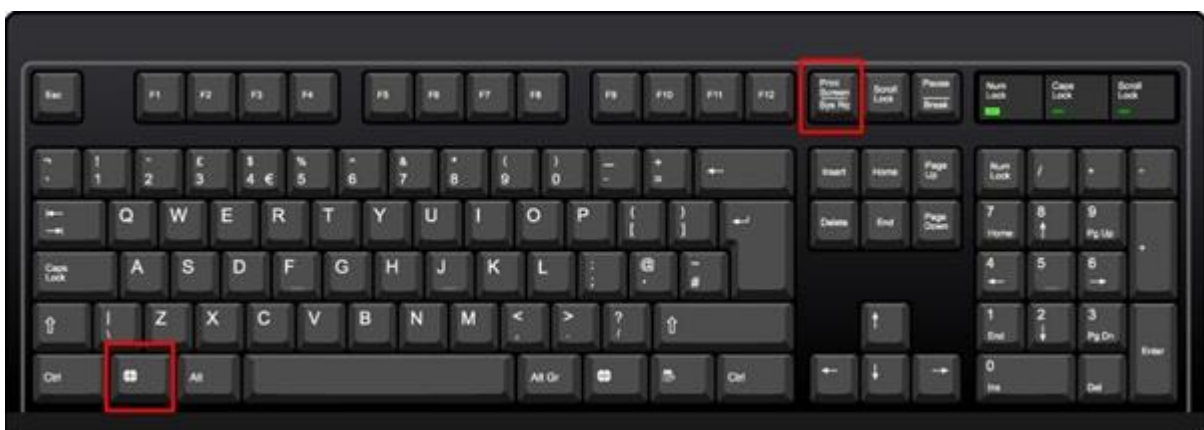 Esc F1 F2 F3 F4 F5 F6 F7 F8 F9 F10 F11 F12
Screen
Sys Rq
Scroll
Lock
Pause
Break
Num
Lock
Caps
Lock
Scroll
Lock
! 1 2 £ 3 $ 4 € % 5 ^ 6 & 7 * 8 ( 9 ) 0 - + =
Insert Home Page
Up
Num
Lock
/ * -
Q W E R T Y U I O P
Delete End Page
Down
7
Home
8
9
Pg Up
+
Caps
Lock
A S D F G H J K L : ; @ #
4 5 6
\ Z X C V B N M < > ? /
1
End
2
3
Pg Dn
Enter
Ctrl Alt Alt Gr Ctrl
0
Ins
Del